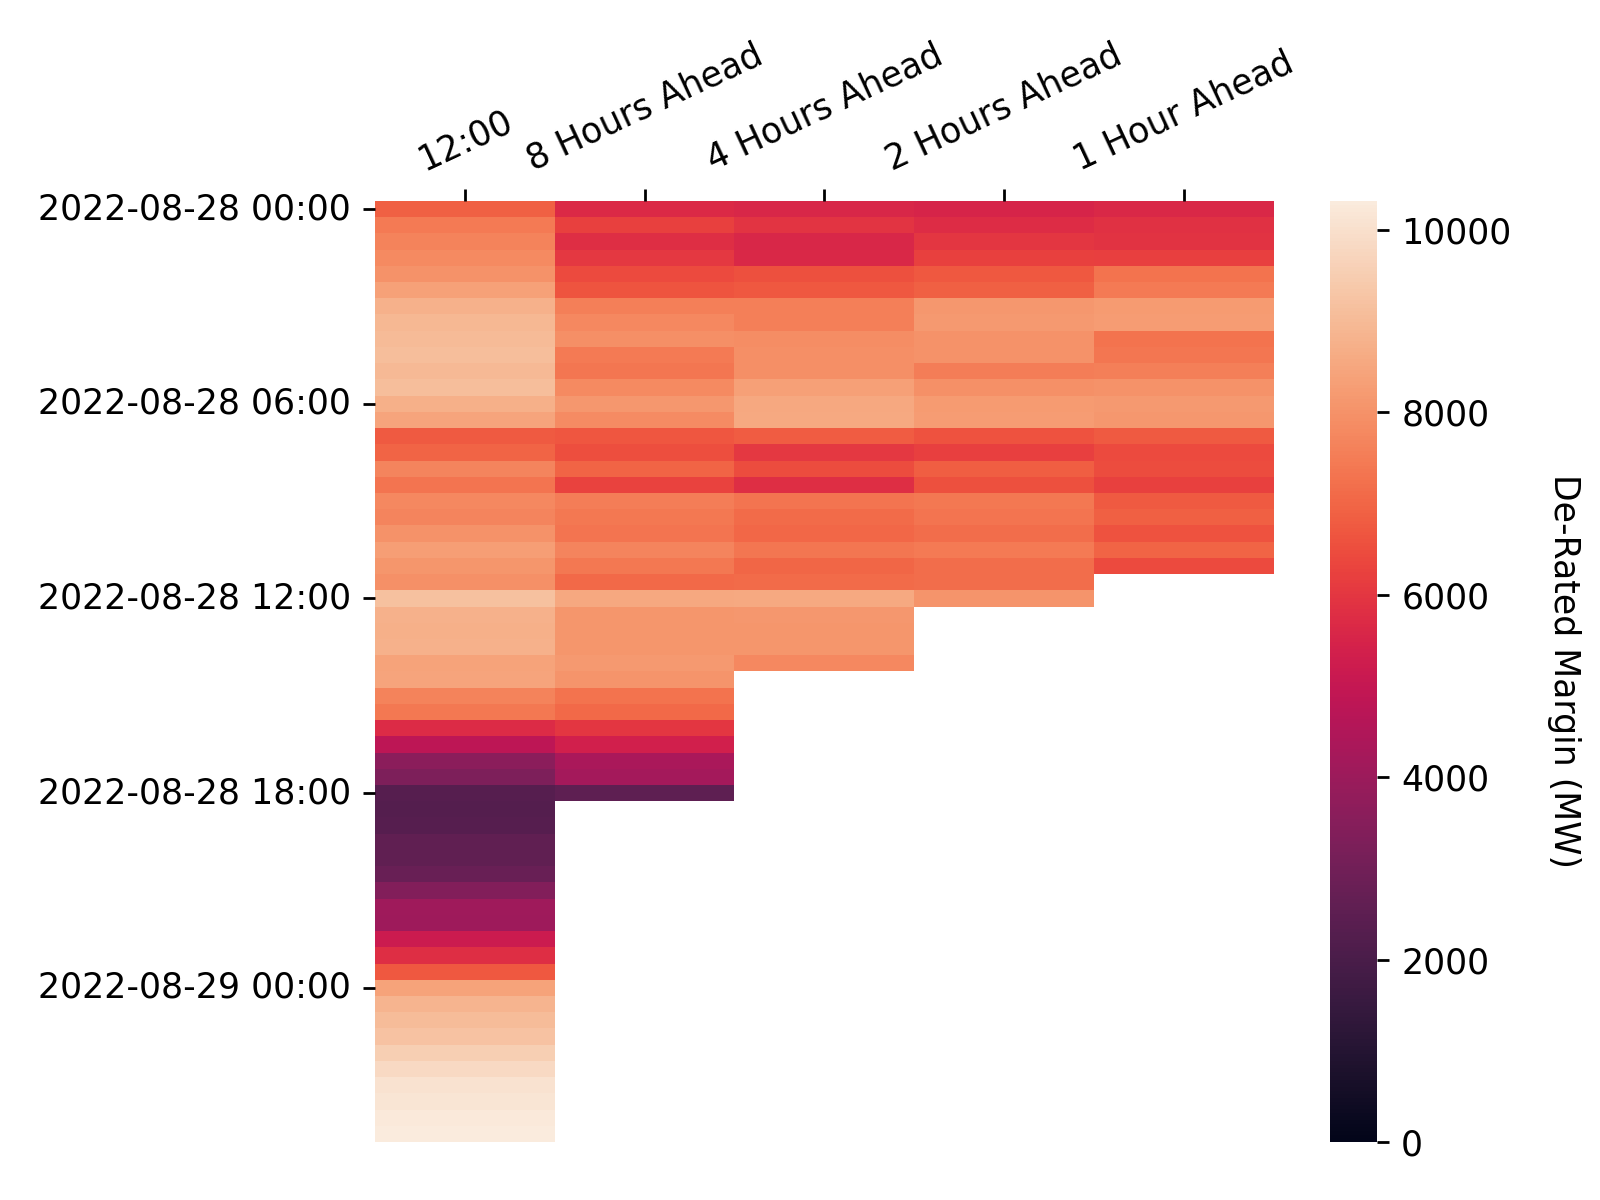 12:00
8 Hours Ahead
4 Hours Ahead
2 Hours Ahead
1 Hour Ahead
2022-08-28 00:00
2022-08-28 06:00
2022-08-28 12:00
2022-08-28 18:00
2022-08-29 00:00
10000
8000
6000
4000
2000
0
De-Rated Margin (MW)